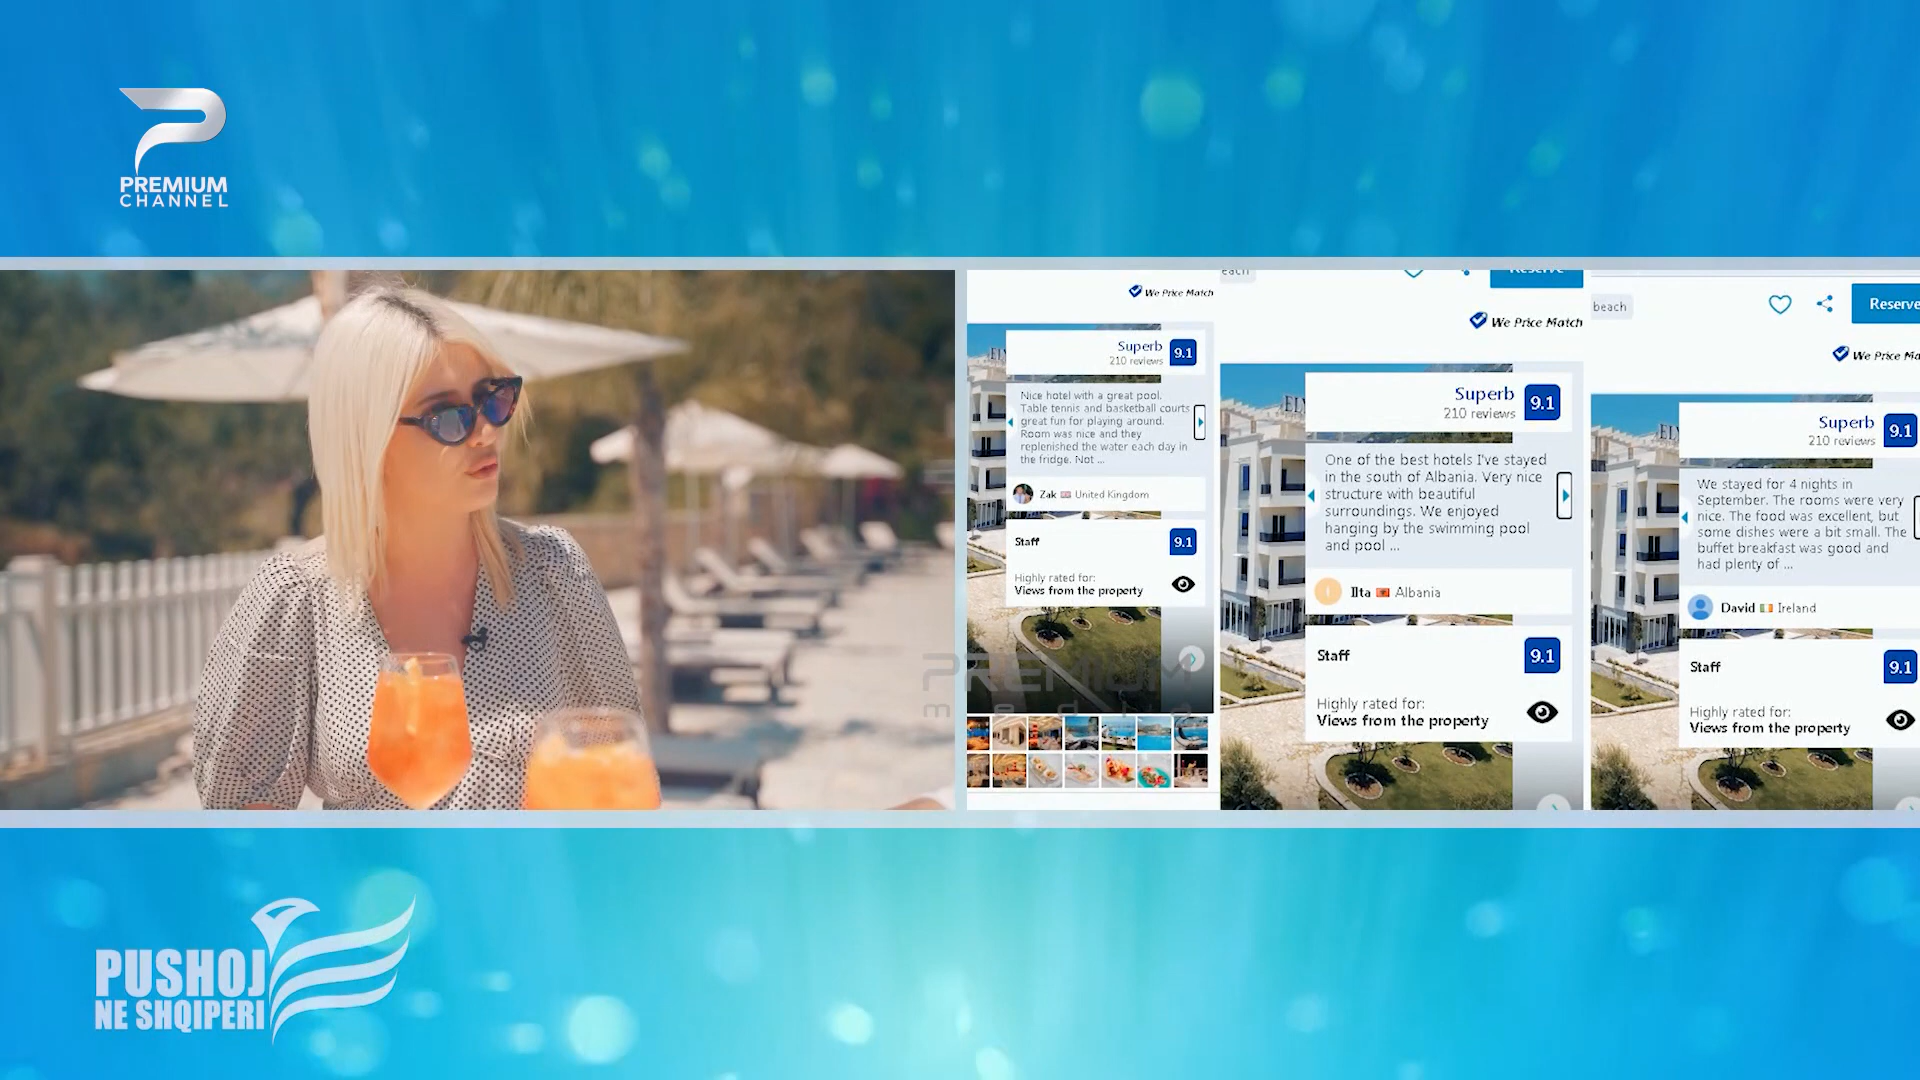 PREMIUM
CHANNEL
We Price Match
Superb
210 reviews
9.1
Nice hotel with a great pool.
Table tennis and basketball courts
great fun for playing around.
Room was nice and they
replenished the water each day in
the fridge. Not ...
Zak United Kingdom
Staff
9.1
Highly rated for:
Views from the property
each
Reserve
We Price Match
Superb
210 reviews
9.1
One of the best hotels I've stayed
in the south of Albania. Very nice
structure with beautiful
surroundings. We enjoyed
hanging by the swimming pool
and pool ...
Ilta Albania
Staff
9.1
Highly rated for:
Views from the property
beach
Reserve
We Price Ma
Superb
210 reviews
9.1
We stayed for 4 nights in
September. The rooms were very
nice. The food was excellent, but
some dishes were a bit small. The
buffet breakfast was good and
had plenty of ...
David Ireland
Staff
9.1
Highly rated for:
Views from the property
PREMIUM
media
PUSHOJ
NE SHQIPERI